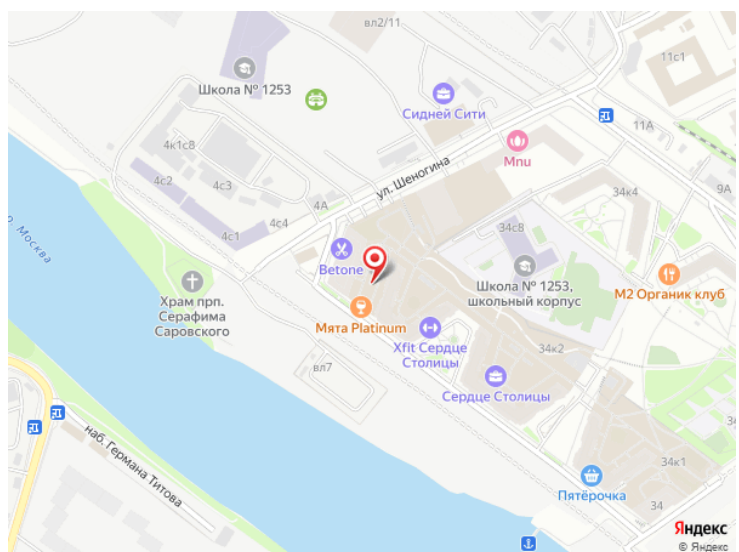 вл2/11
11с1
Школа № 1253
Сидней Сити
11А
4к1с8
Mnu
ул. Шеногина
4с2
4с3
34к4
9А
4А
4с1
4с4
34с8
р. Москва
Betone
Храм прп.
Серафима
Саровского
Школа № 1253,
школьный корпус
М2 Органик клуб
Мята Platinum
Xfit Сердце
Столицы
34к2
вл7
Сердце Столицы
наб. Германа Титова
34к1
Пятёрочка
34
Яндекс
© Яндекс